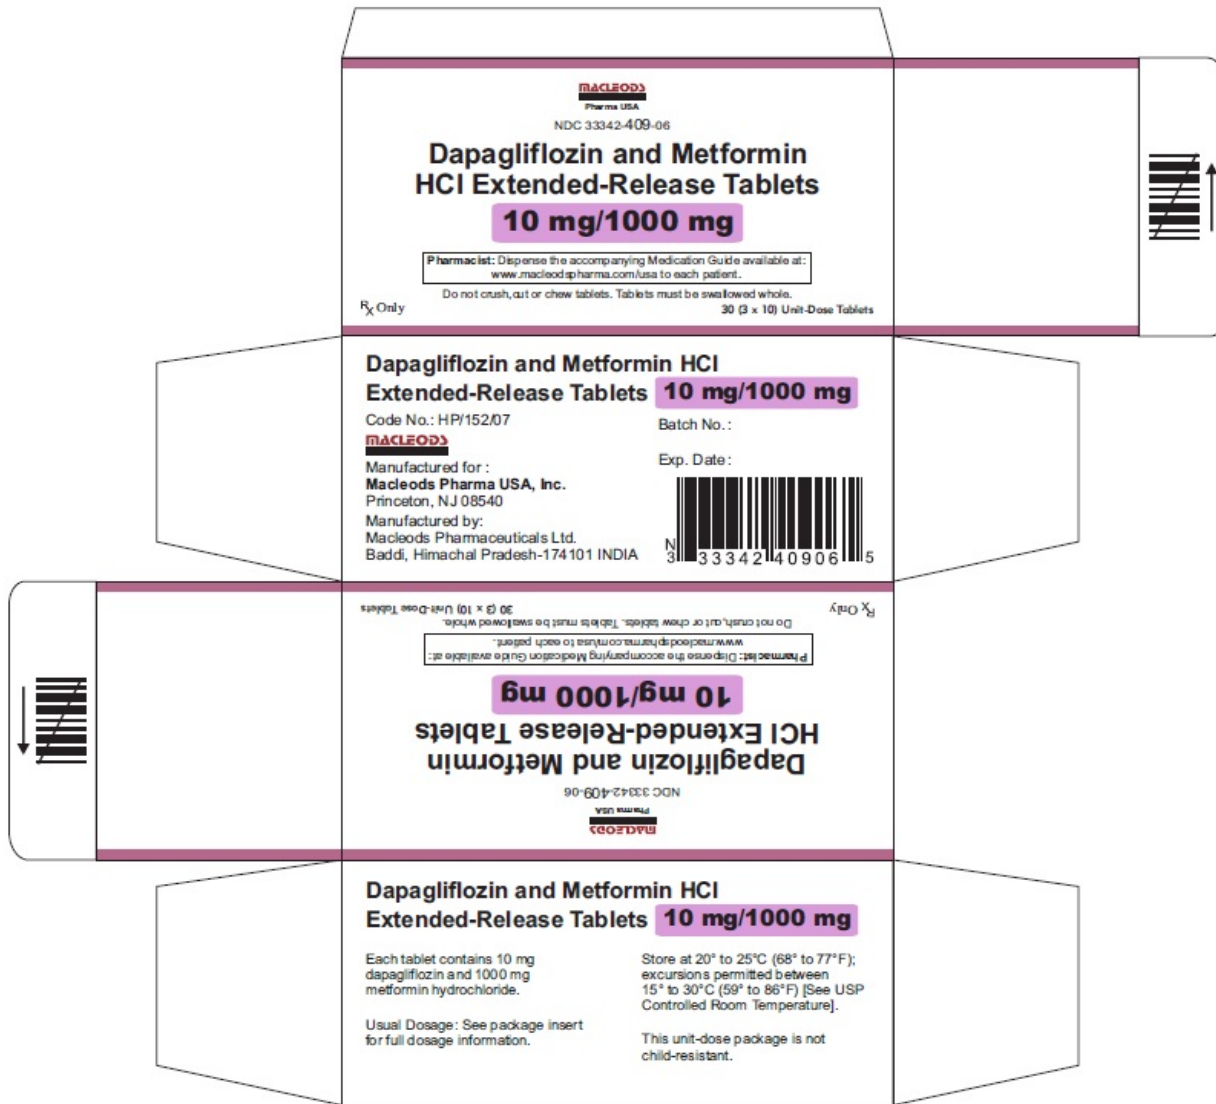 MACLEODS
Pharma USA
NDC 33342-409-06
Dapagliflozin and Metformin
HCl Extended-Release Tablets
10 mg/1000 mg
Pharmacist: Dispense the accompanying Medication Guide available at:
www.macleodspharma.com/usa to each patient.
Do not crush, cut or chew tablets. Tablets must be swallowed whole.
Rx Only
30 (3 x 10) Unit-Dose Tablets
Dapagliflozin and Metformin HCl
Extended-Release Tablets 10 mg/1000 mg
Code No.: HP/152/07
MACLEODS
Manufactured for :
Macleods Pharma USA, Inc.
Princeton, NJ 08540
Manufactured by:
Macleods Pharmaceuticals Ltd.
Baddi, Himachal Pradesh-174101 INDIA
Batch No. :
Exp. Date :
N
3 33342 40906 5
MACLEODS
Pharma USA
NDC 33342-409-06
Dapagliflozin and Metformin
HCl Extended-Release Tablets
10 mg/1000 mg
Pharmacist: Dispense the accompanying Medication Guide available at:
www.macleodspharma.com/usa to each patient.
Do not crush, cut or chew tablets. Tablets must be swallowed whole.
Rx Only
30 (3 x 10) Unit-Dose Tablets
Dapagliflozin and Metformin HCl
Extended-Release Tablets 10 mg/1000 mg
Each tablet contains 10 mg
dapagliflozin and 1000 mg
metformin hydrochloride.
Usual Dosage: See package insert
for full dosage information.
Store at 20° to 25°C (68° to 77°F);
excursions permitted between
15° to 30°C (59° to 86°F) [See USP
Controlled Room Temperature].
This unit-dose package is not
child-resistant.